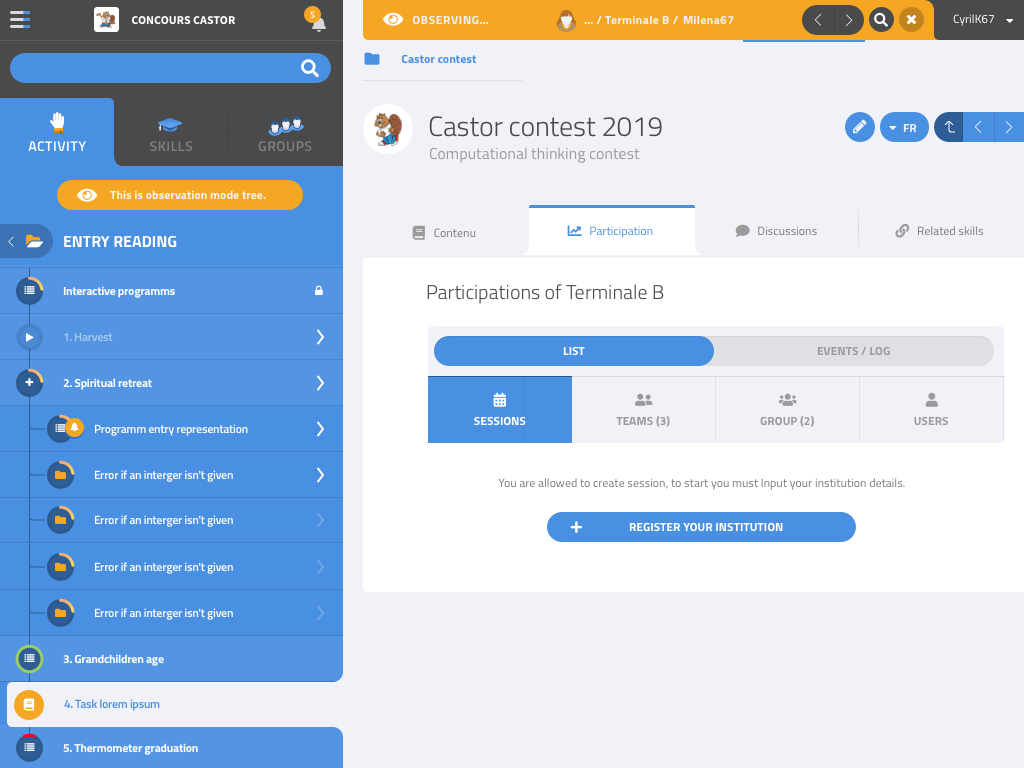 CONCOURS CASTOR
5
OBSERVING...
... / Terminale B / Milena67
CyrilK67
Castor contest
ACTIVITY
SKILLS
GROUPS
Castor contest 2019
Computational thinking contest
FR
This is observation mode tree.
ENTRY READING
Contenu
Participation
Discussions
Related skills
Interactive programms
1. Harvest
2. Spiritual retreat
Programm entry representation
Error if an interger isn't given
Error if an interger isn't given
Error if an interger isn't given
Error if an interger isn't given
3. Grandchildren age
4. Task lorem ipsum
5. Thermometer graduation
Participations of Terminale B
LIST
EVENTS / LOG
SESSIONS
TEAMS (3)
GROUP (2)
USERS
You are allowed to create session, to start you must Input your institution details.
REGISTER YOUR INSTITUTION